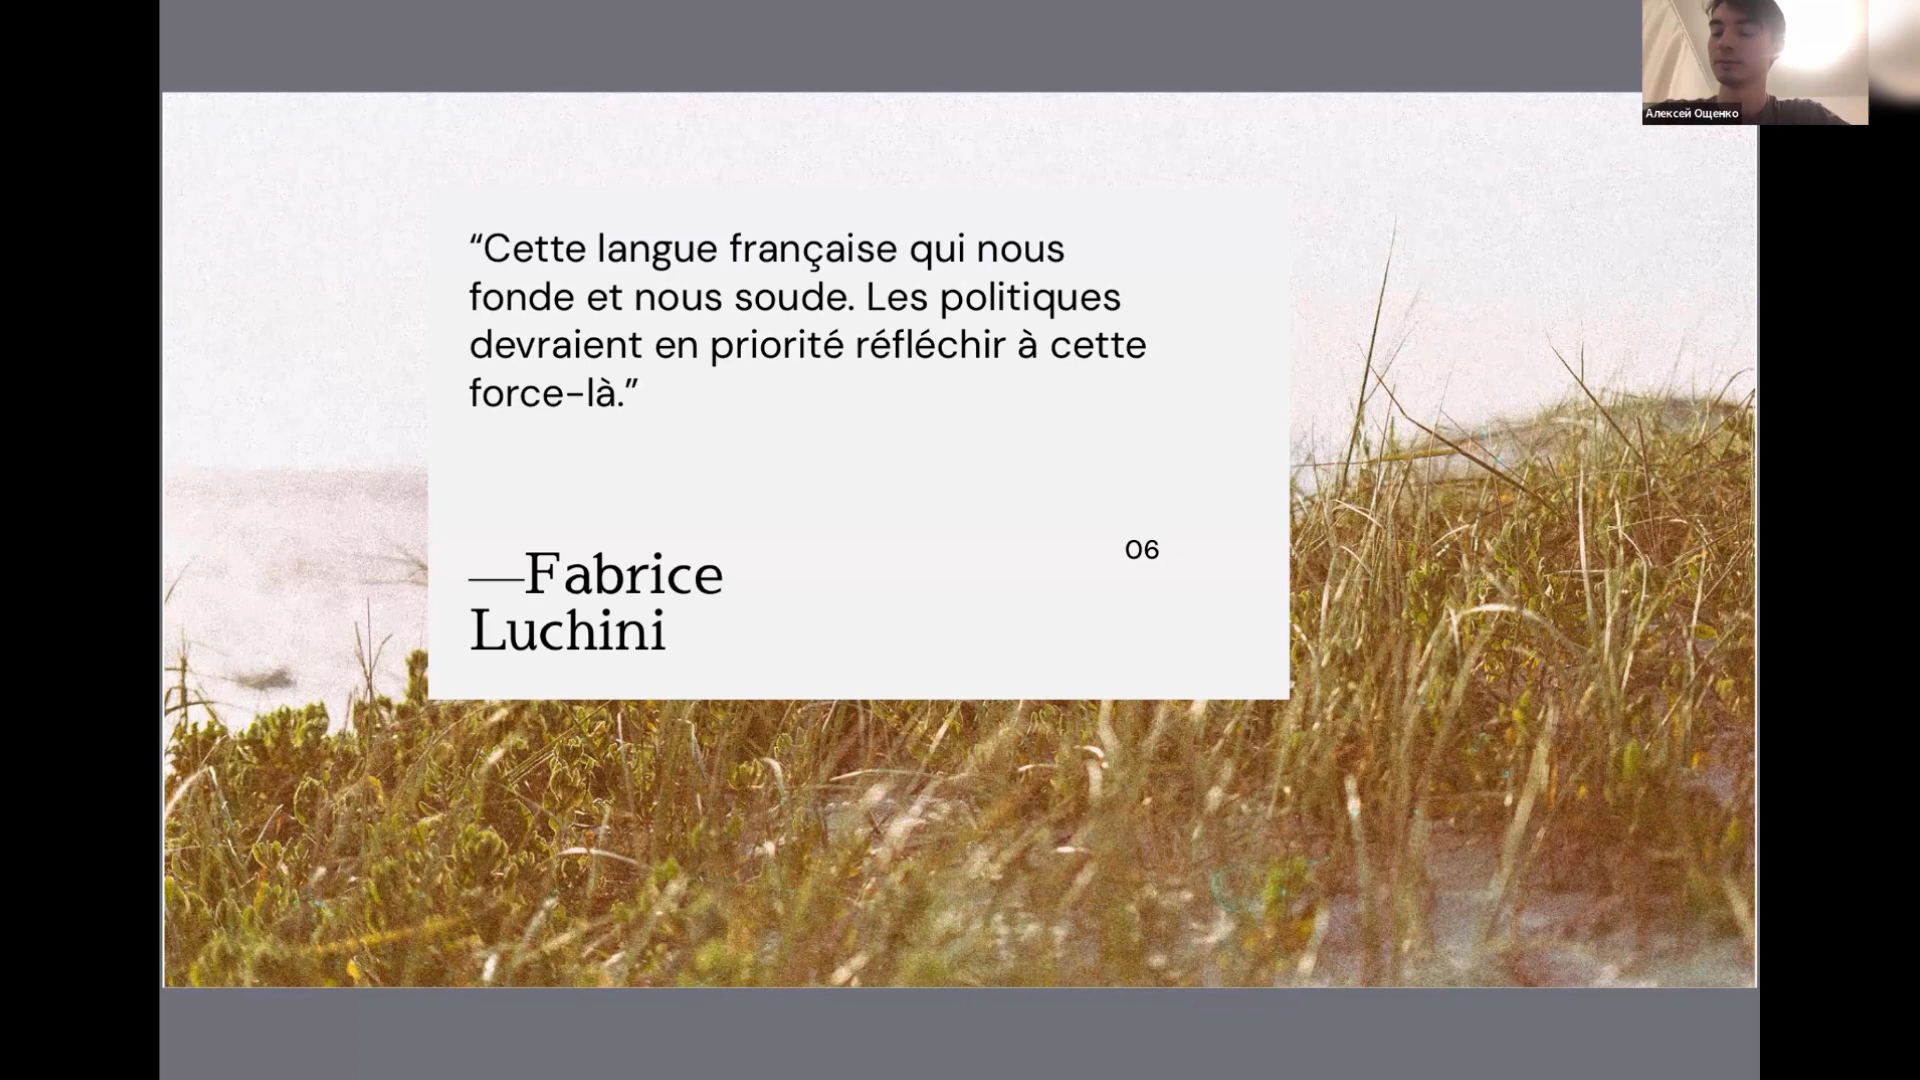 Алексей Ощенко
“Cette langue française qui nous
fonde et nous soude. Les politiques
devraient en priorité réfléchir à cette
force-là.”
06
—Fabrice
Luchini